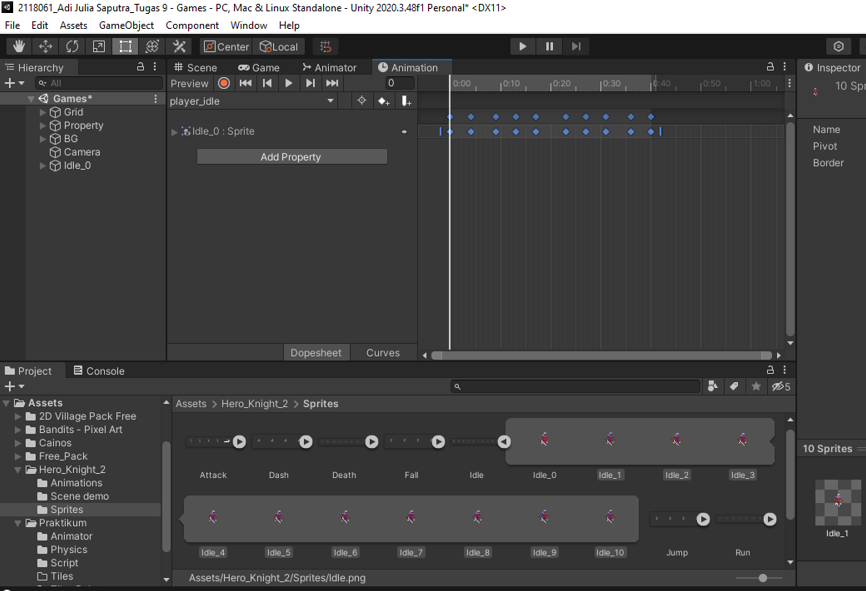 2118061_Adi Julia Saputra_Tugas 9 - Games - PC, Mac & Linux Standalone - Unity 2020.3.48f1 Personal* <DX11>
File Edit Assets GameObject Component Window Help
Center Local
Hierarchy
All
Games*
Grid
Property
BG
Camera
Idle_0
Scene Game Animator Animation
Preview 0
player_idle
Idle_0 : Sprite
Add Property
0:00 0:10 0:20 0:30 0:40 0:50 1:00
Dopesheet Curves
Inspector
10 Spr
Name
Pivot
Border
Project Console
5
Assets
2D Village Pack Free
Bandits - Pixel Art
Cainos
Free_Pack
Hero_Knight_2
Animations
Scene demo
Sprites
Praktikum
Animator
Physics
Script
Tiles
Assets > Hero_Knight_2 > Sprites
Attack Dash Death Fall Idle Idle_0 Idle_1 Idle_2 Idle_3
Idle_4 Idle_5 Idle_6 Idle_7 Idle_8 Idle_9 Idle_10 Jump Run
Assets/Hero_Knight_2/Sprites/Idle.png
10 Sprites
Idle_1